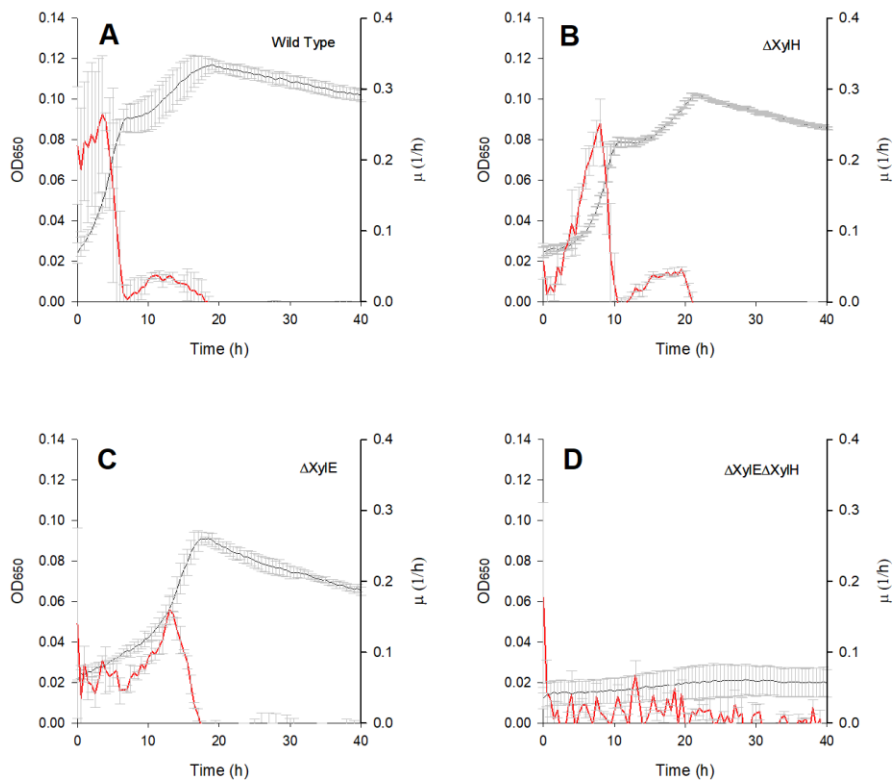 A
Wild Type
0.14
0.12
0.10
0.08
0.06
0.04
0.02
0.00
OD650
0.4
0.3
0.2
0.1
0.0
μ (1/h)
0 10 20 30 40
Time (h)
B
ΔXylH
0.14
0.12
0.10
0.08
0.06
0.04
0.02
0.00
OD650
0.4
0.3
0.2
0.1
0.0
μ (1/h)
0 10 20 30 40
Time (h)
C
ΔXylE
0.14
0.12
0.10
0.08
0.06
0.04
0.02
0.00
OD650
0.4
0.3
0.2
0.1
0.0
μ (1/h)
0 10 20 30 40
Time (h)
D
ΔXylEΔXylH
0.14
0.12
0.10
0.08
0.06
0.04
0.02
0.00
OD650
0.4
0.3
0.2
0.1
0.0
μ (1/h)
0 10 20 30 40
Time (h)